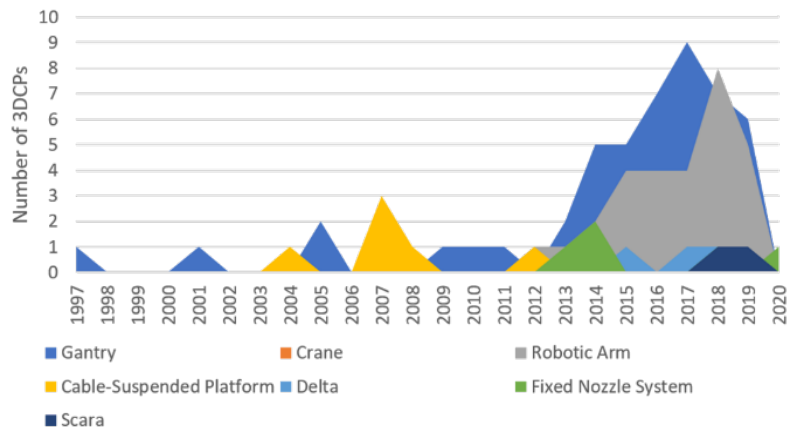 Number of 3DCPs
10
9
8
7
6
5
4
3
2
1
0
1997 1998 1999 2000 2001 2002 2003 2004 2005 2006 2007 2008 2009 2010 2011 2012 2013 2014 2015 2016 2017 2018 2019 2020
Gantry Crane Robotic Arm
Cable-Suspended Platform Delta Fixed Nozzle System
Scara